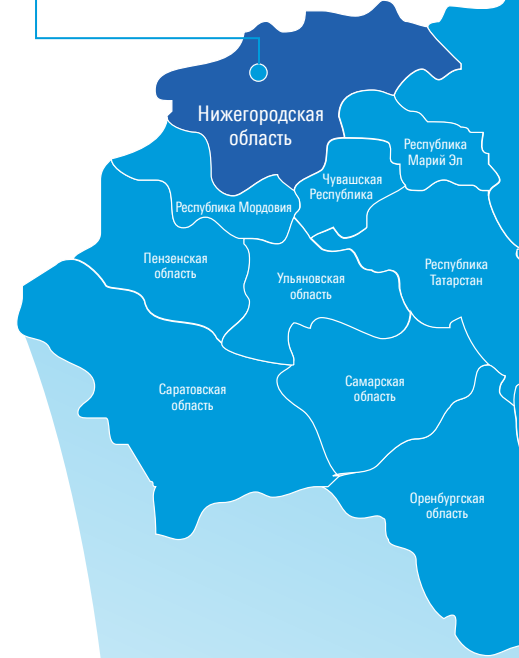 Нижегородская
область
Республика
Марий Эл
Чувашская
Республика
Республика Мордовия
Пензенская
область
Ульяновская
область
Республика
Татарстан
Саратовская
область
Самарская
область
Оренбургская
область